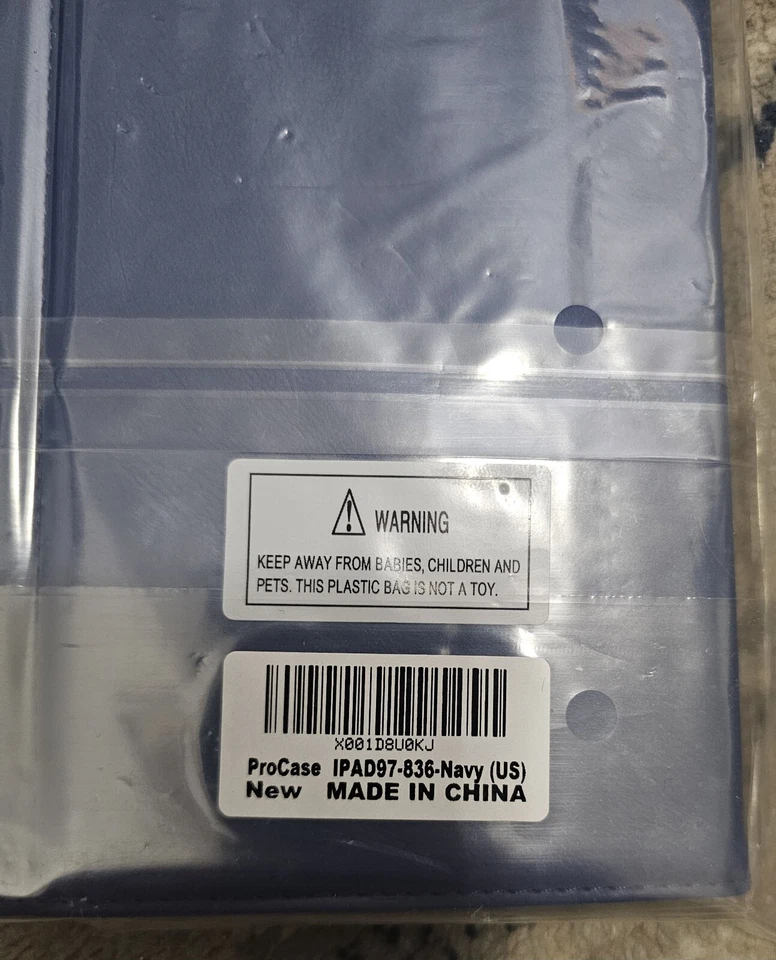 WARNING
KEEP AWAY FROM BABIES, CHILDREN AND
PETS. THIS PLASTIC BAG IS NOT A TOY.
X001D8U0KJ
ProCase IPAD97-836-Navy (US)
New MADE IN CHINA